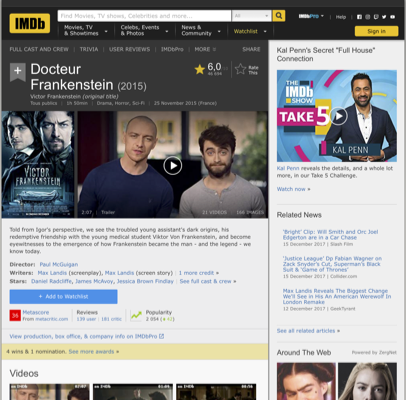 IMDb
Find Movies, TV shows, Celebrities and more...
All
IMDbPro
Help
Movies, TV
& Showtimes
Celebs, Events
& Photos
News &
Community
Watchlist
Sign in
FULL CAST AND CREW | TRIVIA | USER REVIEWS | IMDbPro | MORE
SHARE
+
Docteur
Frankenstein (2015)
6,0
Rate
This
Victor Frankenstein (original title)
Tous publics | 1h 50min | Drama, Horror, Sci-Fi | 25 November 2015 (France)
VICTOR
FRANKENSTEIN
2:07 | Trailer
Told from Igor's perspective, we see the troubled young assistant's dark origins, his
redemptive friendship with the young medical student Victor Von Frankenstein, and become
eyewitnesses to the emergence of how Frankenstein became the man - and the legend - we
know today.
Director: Paul McGuigan
Writers: Max Landis (screenplay), Max Landis (screen story) | 1 more credit »
Stars: Daniel Radcliffe, James McAvoy, Jessica Brown Findlay | See full cast & crew »
+ Add to Watchlist
36
Metascore
From metacritic.com
Reviews
139 user | 181 critic
Popularity
View production, box office, & company info on IMDbPro
4 wins & 1 nomination. See more awards »
Videos
Kal Penn's Secret "Full House"
Connection
THE
IMDb
SHOW
TAKE 5
KAL PENN
Kal Penn reveals the details, and a whole lot
more, in our Take 5 Challenge.
Watch now »
Related News
'Bright' Clip: Will Smith and Orc Joel
Edgerton are in a Car Chase
15 December 2017 | Slash Film
'Justice League' Dp Fabian Wagner on
Zack Snyder's Cut, Superman's Black
Suit & 'Game of Thrones'
15 December 2017 | Collider.com
Max Landis Reveals The Biggest Change
We'll See in His An American Werewolf In
London Remake
12 December 2017 | GeekTyrant
See all related articles »
Around The Web
Powered by ZergNet